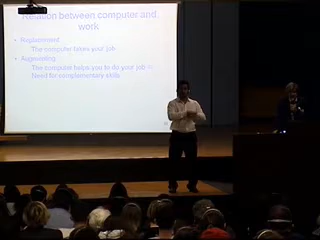 Relation between computer and
work
• Replacement
The computer takes your job
• Augmenting
The computer helps you to do your job =
Need for complementary skills